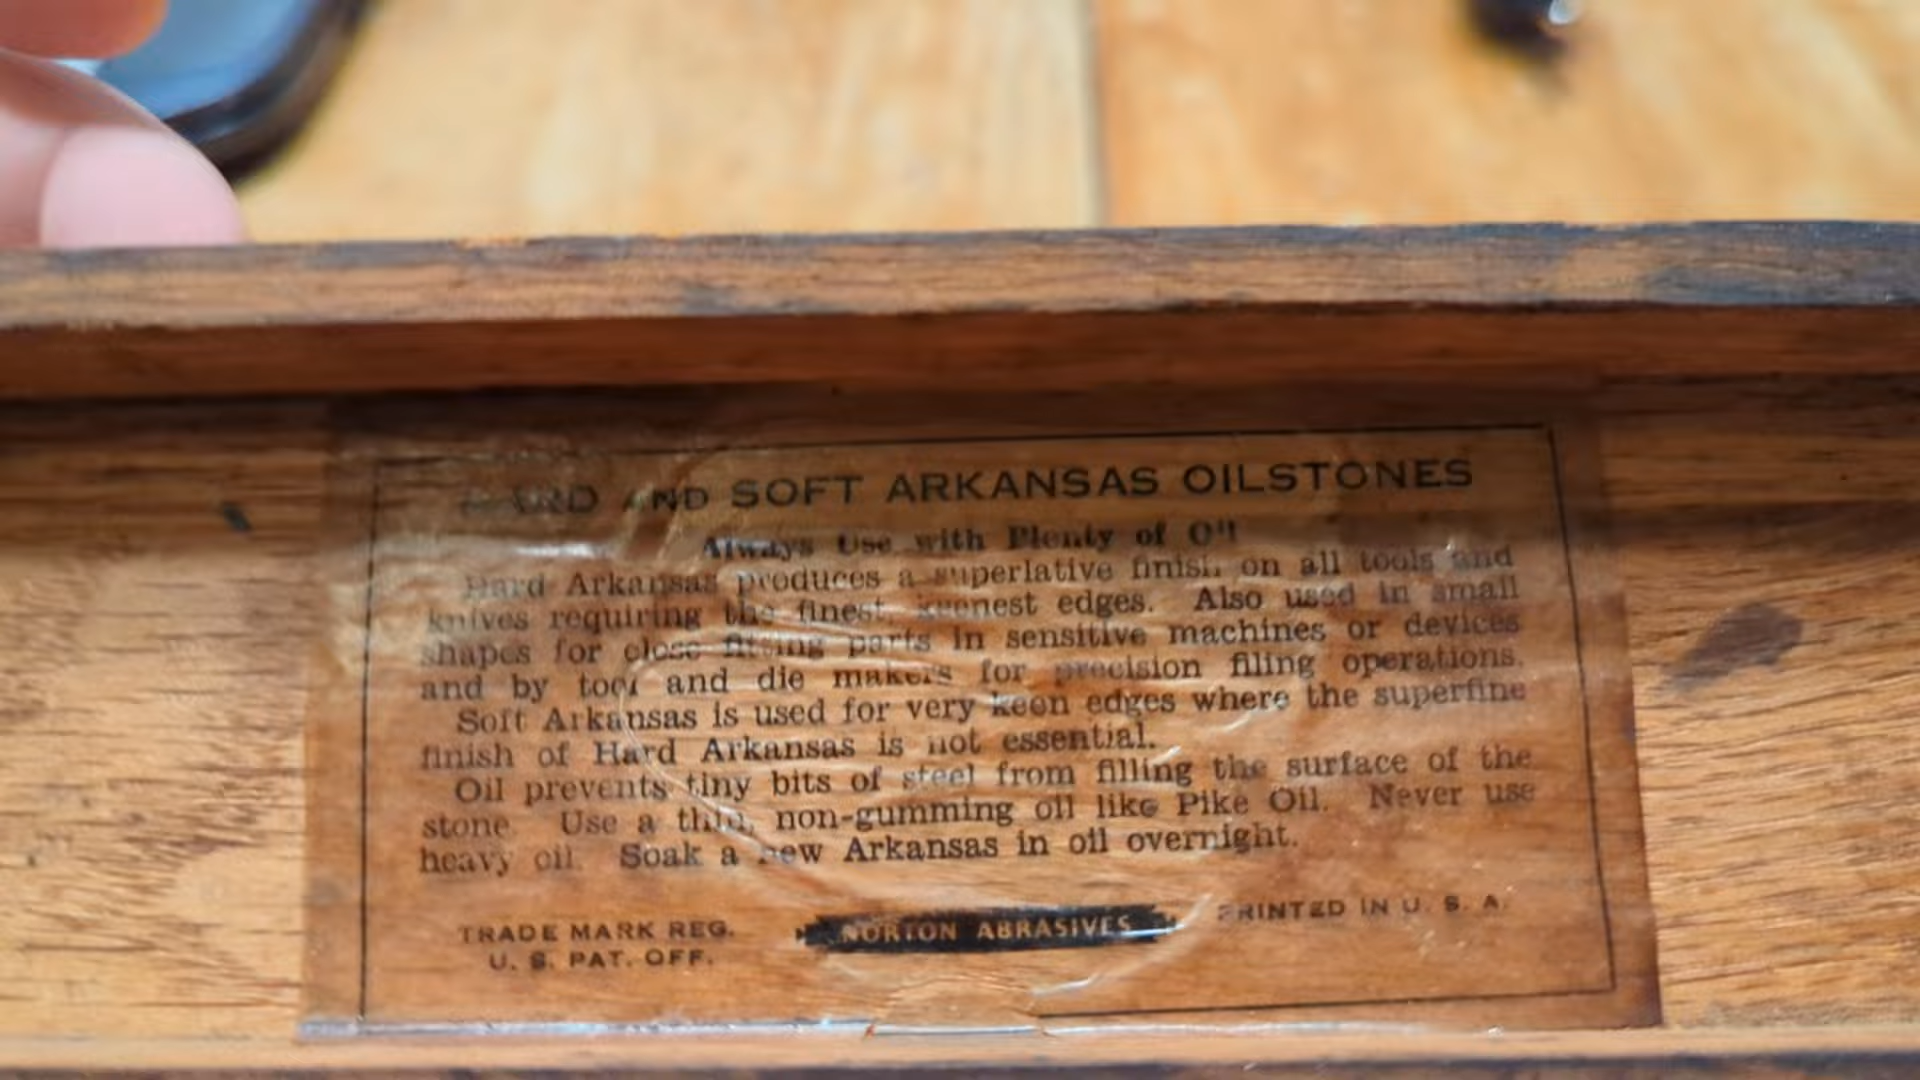 HARD AND SOFT ARKANSAS OILSTONES
Always Use with Plenty of Oil
Hard Arkansas produces a superlative finish on all tools and
knives requiring the finest, keenest edges. Also used in small
shapes for close fitting parts in sensitive machines or devices
and by tool and die makers for precision filing operations.
Soft Arkansas is used for very keen edges where the superfine
finish of Hard Arkansas is not essential.
Oil prevents tiny bits of steel from filling the surface of the
stone. Use a thin, non-gumming oil like Pike Oil. Never use
heavy oil. Soak a new Arkansas in oil overnight.
TRADE MARK REG.
U. S. PAT. OFF.
NORTON ABRASIVES
PRINTED IN U. S. A.